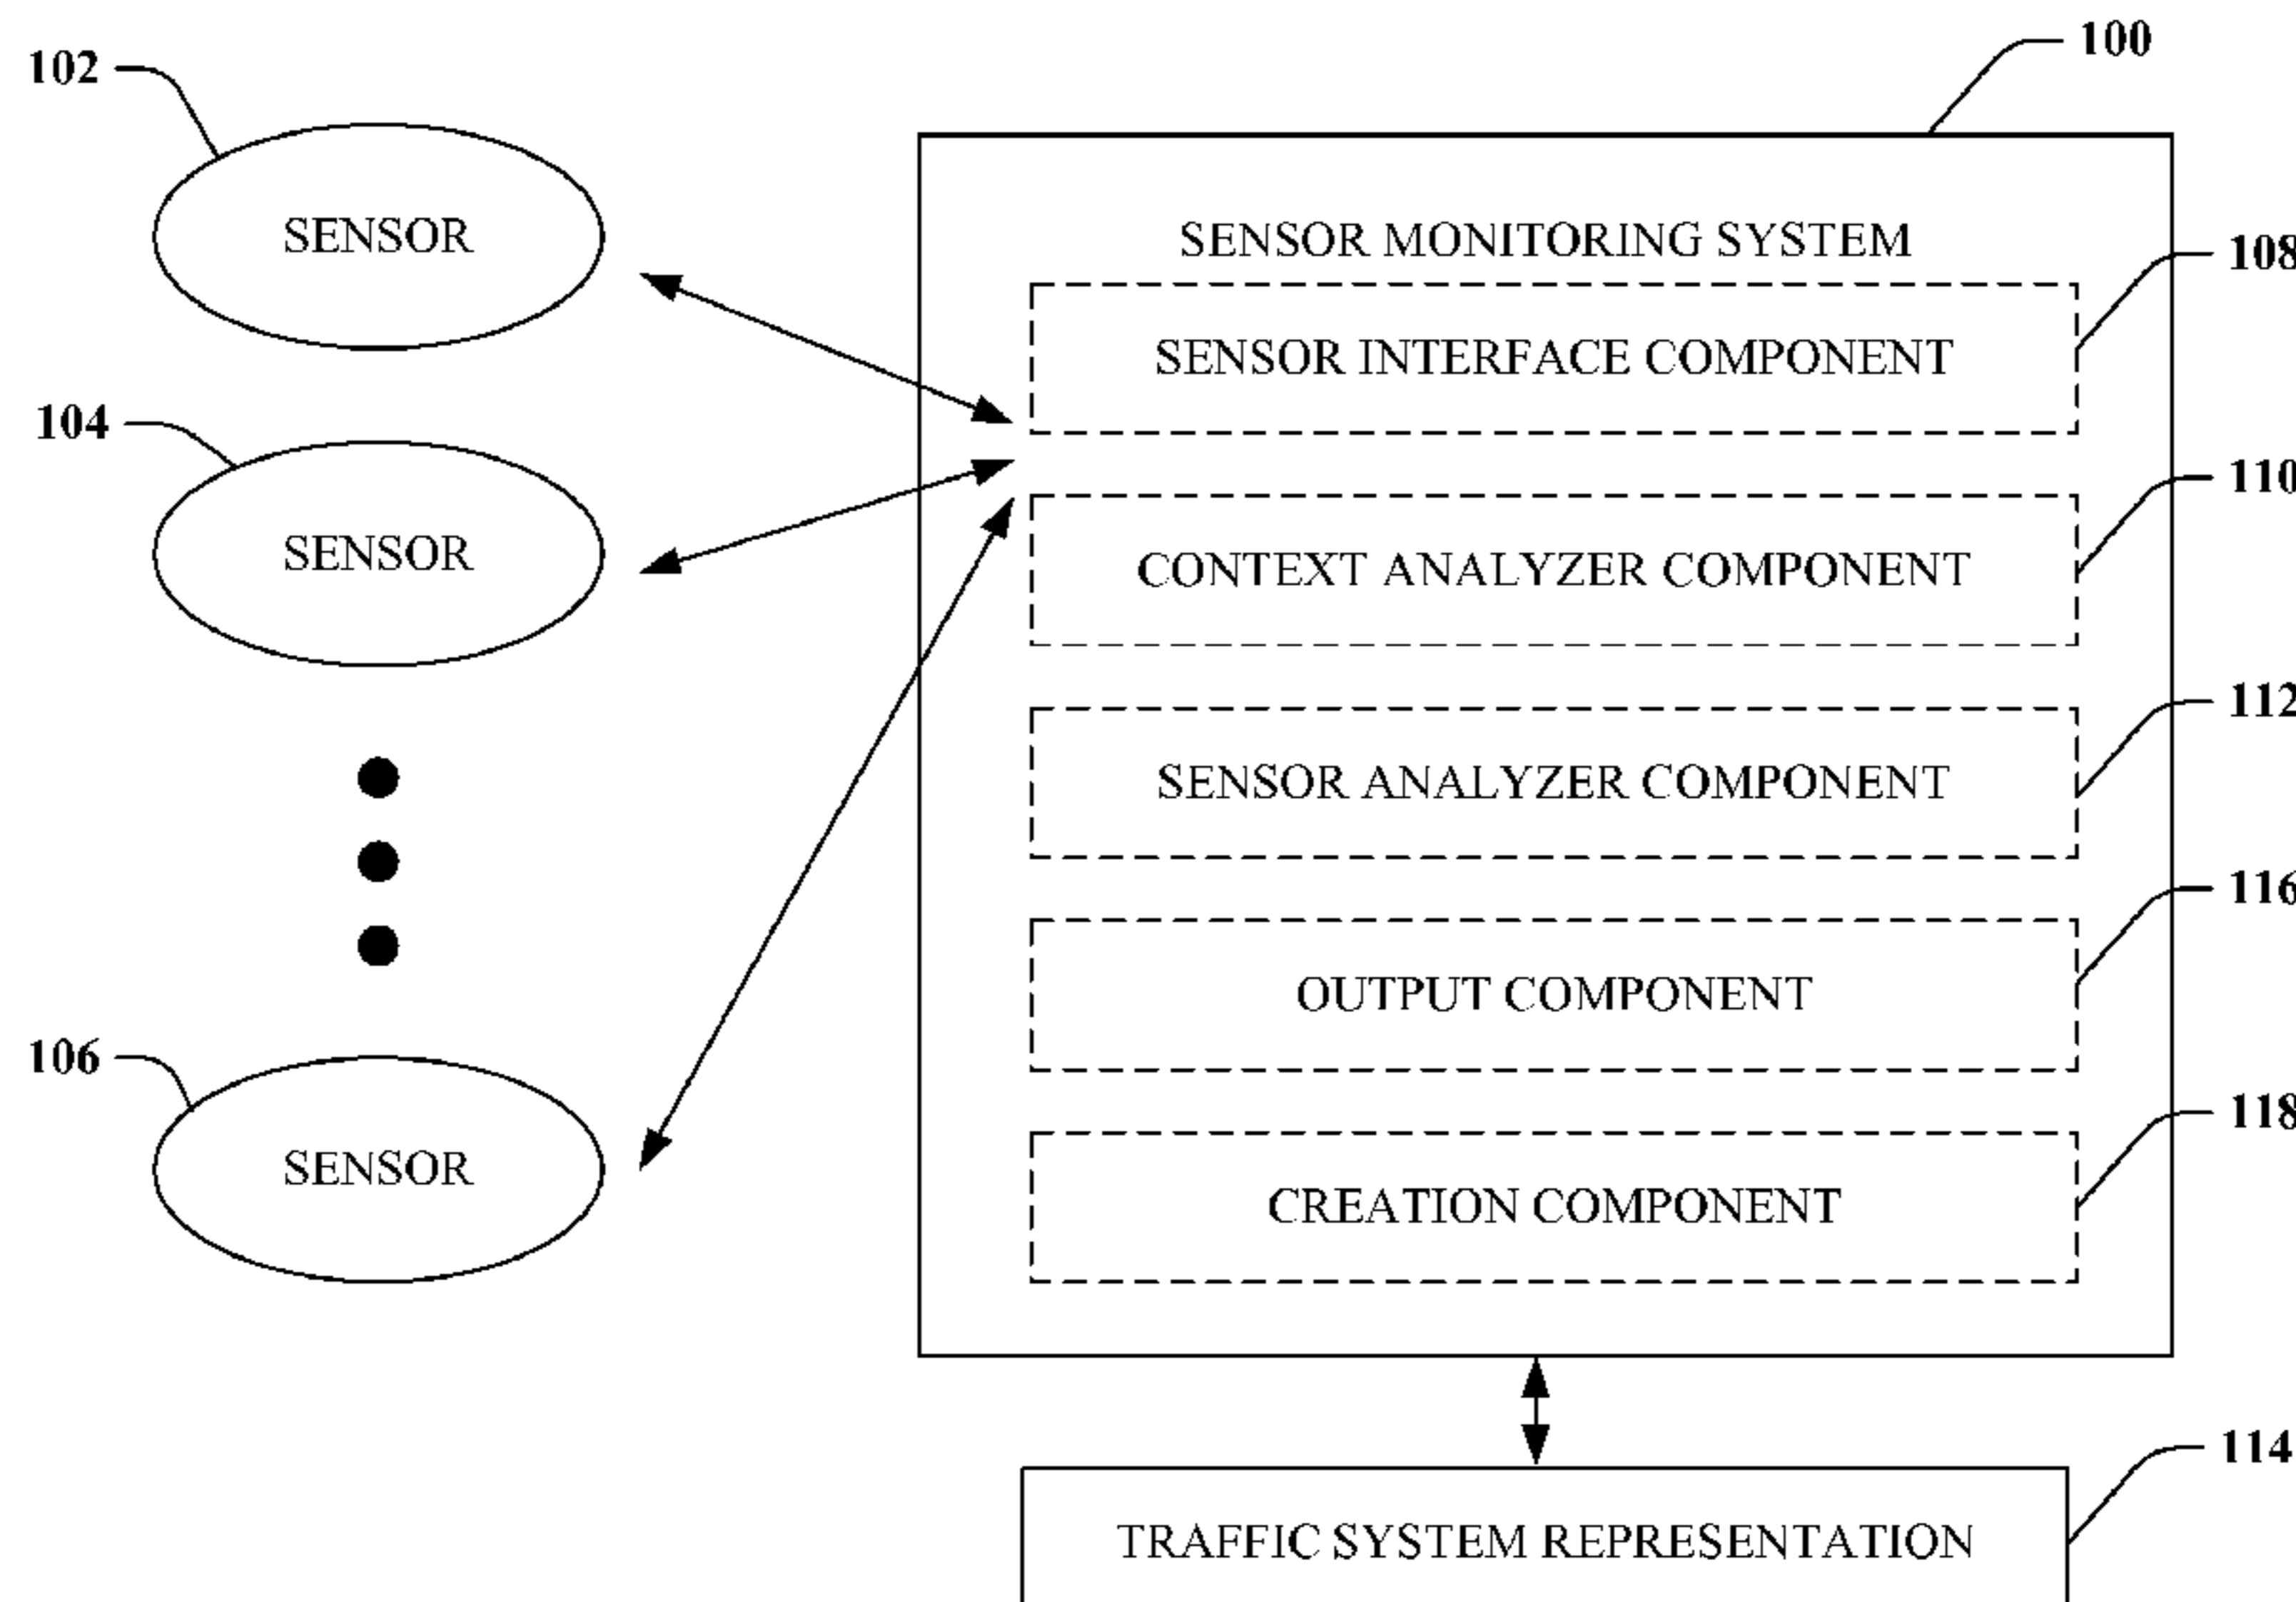 100
102
SENSOR
SENSOR MONITORING SYSTEM
108
SENSOR INTERFACE COMPONENT
104
SENSOR
110
CONTEXT ANALYZER COMPONENT
112
SENSOR ANALYZER COMPONENT
116
OUTPUT COMPONENT
106
SENSOR
118
CREATION COMPONENT
114
TRAFFIC SYSTEM REPRESENTATION